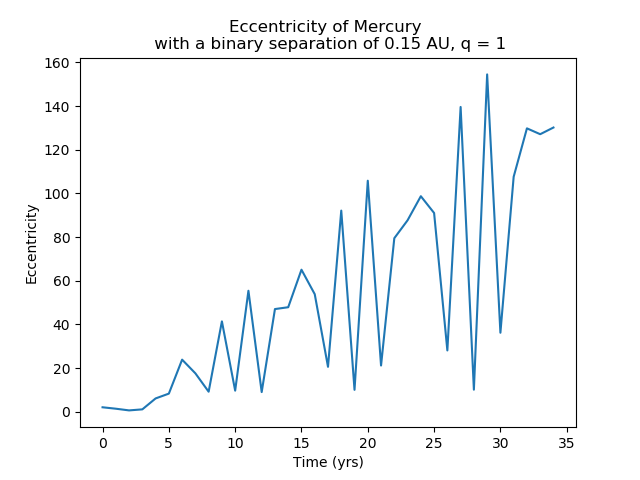 Eccentricity of Mercury
with a binary separation of 0.15 AU, q = 1
160
140
120
100
80
60
40
20
0
Eccentricity
0 5 10 15 20 25 30 35
Time (yrs)